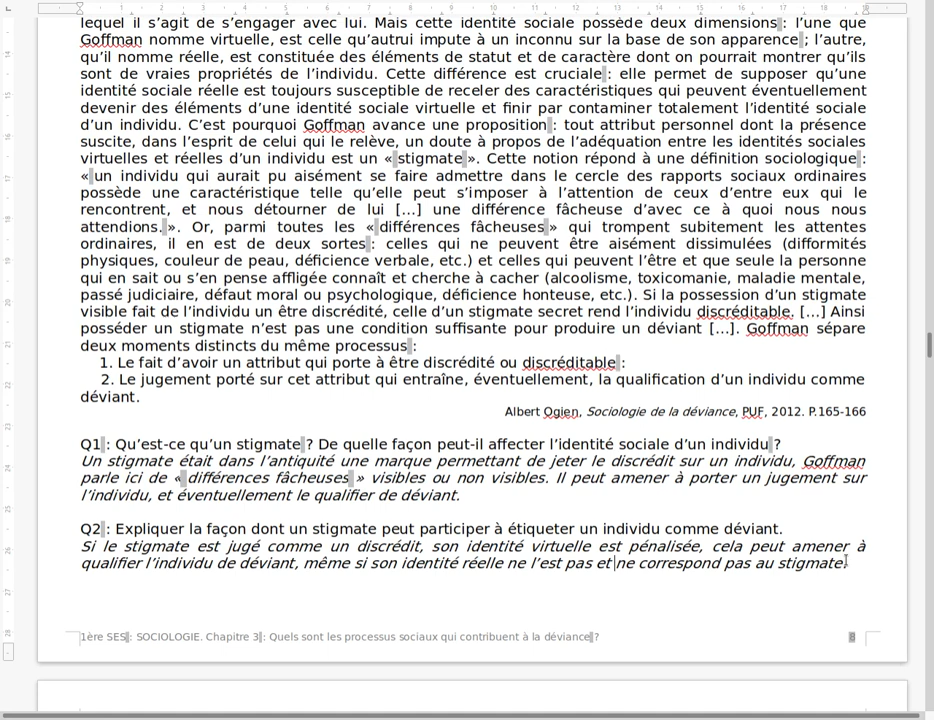 lequel il s’agit de s’engager avec lui. Mais cette identité sociale possède deux dimensions : l’une que
Goffman nomme virtuelle, est celle qu’autrui impute à un inconnu sur la base de son apparence ; l’autre,
qu’il nomme réelle, est constituée des éléments de statut et de caractère dont on pourrait montrer qu’ils
sont de vraies propriétés de l’individu. Cette différence est cruciale : elle permet de supposer qu’une
identité sociale réelle est toujours susceptible de receler des caractéristiques qui peuvent éventuellement
devenir des éléments d’une identité sociale virtuelle et finir par contaminer totalement l’identité sociale
d’un individu. C’est pourquoi Goffman avance une proposition : tout attribut personnel dont la présence
suscite, dans l’esprit de celui qui le relève, un doute à propos de l’adéquation entre les identités sociales
virtuelles et réelles d’un individu est un « stigmate ». Cette notion répond à une définition sociologique :
« un individu qui aurait pu aisément se faire admettre dans le cercle des rapports sociaux ordinaires
possède une caractéristique telle qu’elle peut s’imposer à l’attention de ceux d’entre eux qui le
rencontrent, et nous détourner de lui [...] une différence fâcheuse d’avec ce à quoi nous nous
attendions. ». Or, parmi toutes les « différences fâcheuses » qui trompent subitement les attentes
ordinaires, il en est de deux sortes : celles qui ne peuvent être aisément dissimulées (difformités
physiques, couleur de peau, déficience verbale, etc.) et celles qui peuvent l’être et que seule la personne
qui en sait ou s’en pense affligée connaît et cherche à cacher (alcoolisme, toxicomanie, maladie mentale,
passé judiciaire, défaut moral ou psychologique, déficience honteuse, etc.). Si la possession d’un stigmate
visible fait de l’individu un être discrédité, celle d’un stigmate secret rend l’individu discréditable. [...] Ainsi
posséder un stigmate n’est pas une condition suffisante pour produire un déviant [...]. Goffman sépare
deux moments distincts du même processus :
1. Le fait d’avoir un attribut qui porte à être discrédité ou discréditable :
2. Le jugement porté sur cet attribut qui entraîne, éventuellement, la qualification d’un individu comme
déviant.
Albert Ogien, Sociologie de la déviance, PUF, 2012. P.165-166
Q1 : Qu’est-ce qu’un stigmate ? De quelle façon peut-il affecter l’identité sociale d’un individu ?
Un stigmate était dans l’antiquité une marque permettant de jeter le discrédit sur un individu, Goffman
parle ici de « différences fâcheuses » visibles ou non visibles. Il peut amener à porter un jugement sur
l’individu, et éventuellement le qualifier de déviant.
Q2 : Expliquer la façon dont un stigmate peut participer à étiqueter un individu comme déviant.
Si le stigmate est jugé comme un discrédit, son identité virtuelle est pénalisée, cela peut amener à
qualifier l’individu de déviant, même si son identité réelle ne l’est pas et ne correspond pas au stigmate.
1ère SES : SOCIOLOGIE. Chapitre 3 : Quels sont les processus sociaux qui contribuent à la déviance ? 8